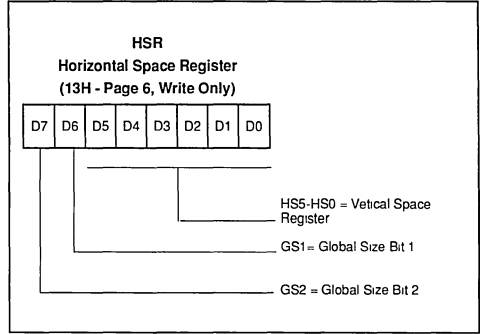 HSR
Horizontal Space Register
(13H - Page 6, Write Only)
D7 D6 D5 D4 D3 D2 D1 D0
HS5-HS0 = Vetical Space
Register
GS1= Global Size Bit 1
GS2 = Global Size Bit 2